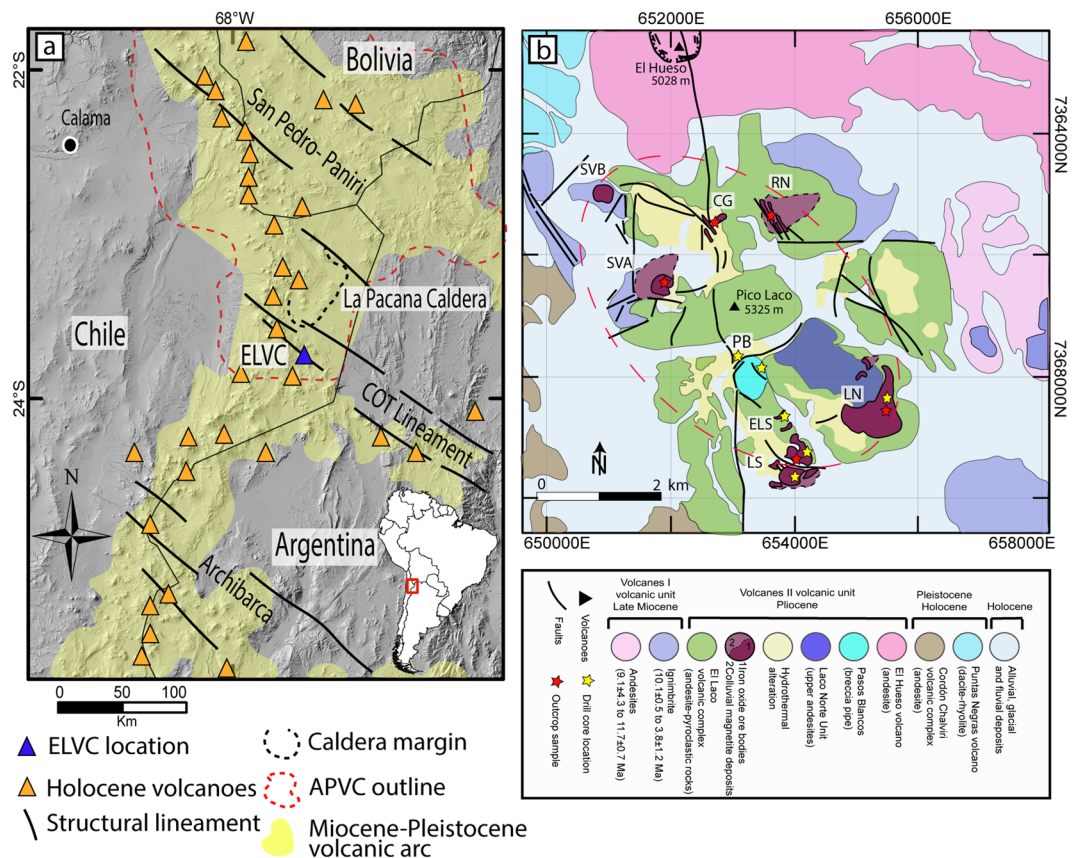 68°W
a
Bolivia
22°S
Calama
San Pedro- Paniri
La Pacana Caldera
Chile
ELVC
COT Lineament
24°S
N
Argentina
Archibarca
0 50 100
Km
ELVC location
Caldera margin
Holocene volcanoes
APVC outline
Structural lineament
Miocene-Pleistocene
volcanic arc
652000E 656000E
b
El Hueso
5028 m
7364000N
SVB
RN
CG
SVA
Pico Laco
5325 m
PB
7368000N
LN
ELS
LS
N
0 2 km
650000E 654000E 658000E
Volcanes I
volcanic unit
Late Miocene
Volcanes II volcanic unit
Pliocene
Pleistocene
Holocene
Holocene
Faults
Volcanoes
Outcrop sample
Drill core location
Andesites
(9.1±4.3 to 11.7±0.7 Ma)
Ignimbrite
(10.1±0.5 to 3.8±1.2 Ma)
El Laco
volcanic complex
(andesite-pyroclastic rocks)
2 1
1Iron oxide ore bodies
2Colluvial magnetite deposits
Hydrothermal
alteration
Laco Norte Unit
(upper andesites)
Pasos Blancos
(breccia pipe)
El Hueso volcano
(andesite)
Cordón Chalviri
volcanic complex
(andesite)
Puntas Negras volcano
(dacite-rhyolite)
Alluvial, glacial
and fluvial deposits